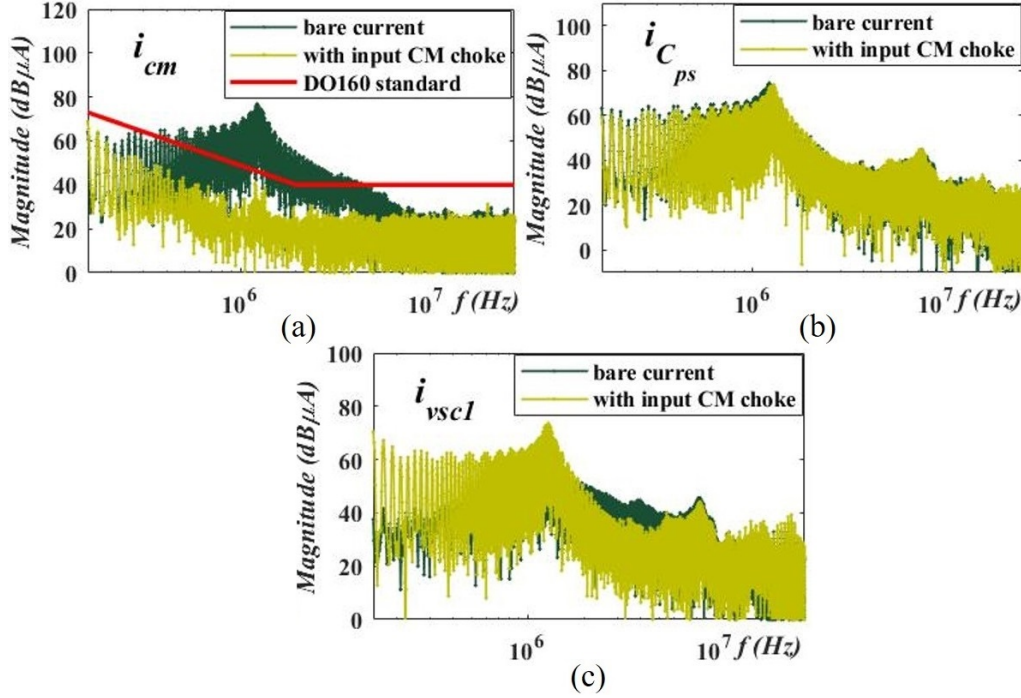 120
100
80
60
40
20
0
Magnitude (dBμA)
i_cm
bare current
with input CM choke
DO160 standard
10^6
10^7 f (Hz)
(a)
100
80
60
40
20
0
Magnitude (dBμA)
i_C_ps
bare current
with input CM choke
10^6
10^7 f (Hz)
(b)
100
80
60
40
20
0
Magnitude (dBμA)
i_vsc1
bare current
with input CM choke
10^6
10^7 f (Hz)
(c)